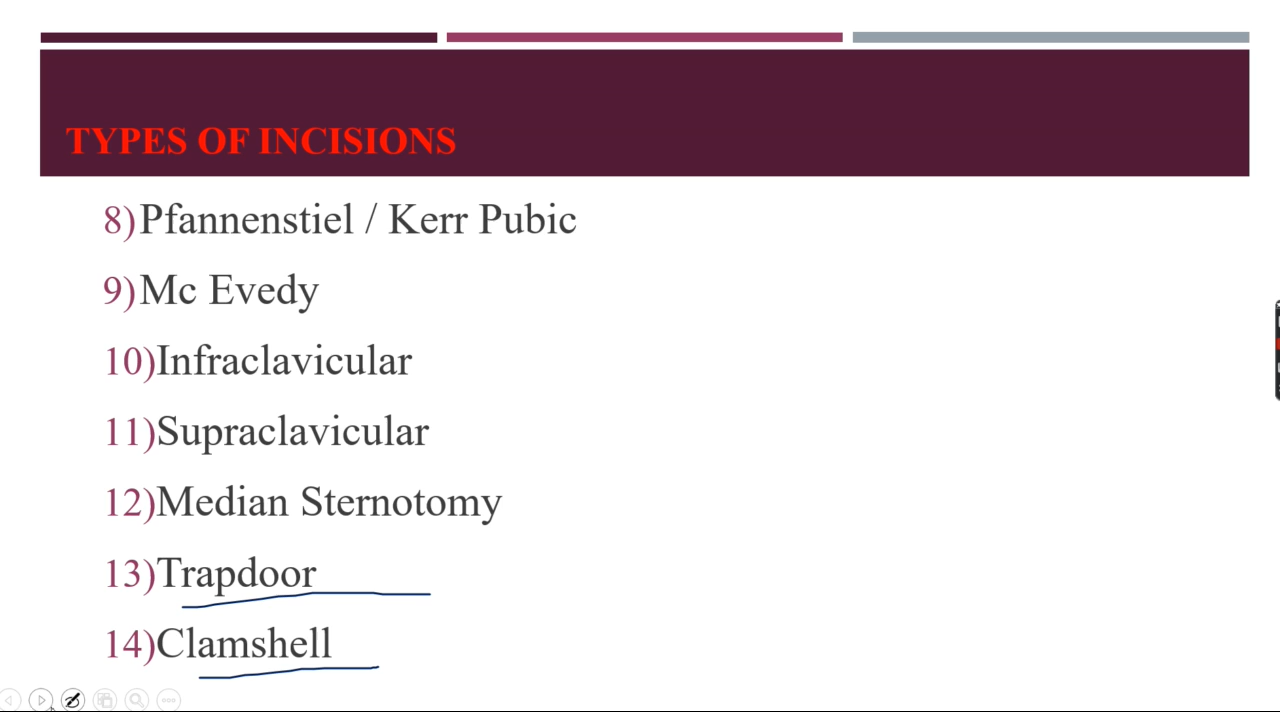 TYPES OF INCISIONS
8) Pfannenstiel / Kerr Pubic
9) Mc Evedy
10) Infraclavicular
11) Supraclavicular
12) Median Sternotomy
13) Trapdoor
14) Clamshell